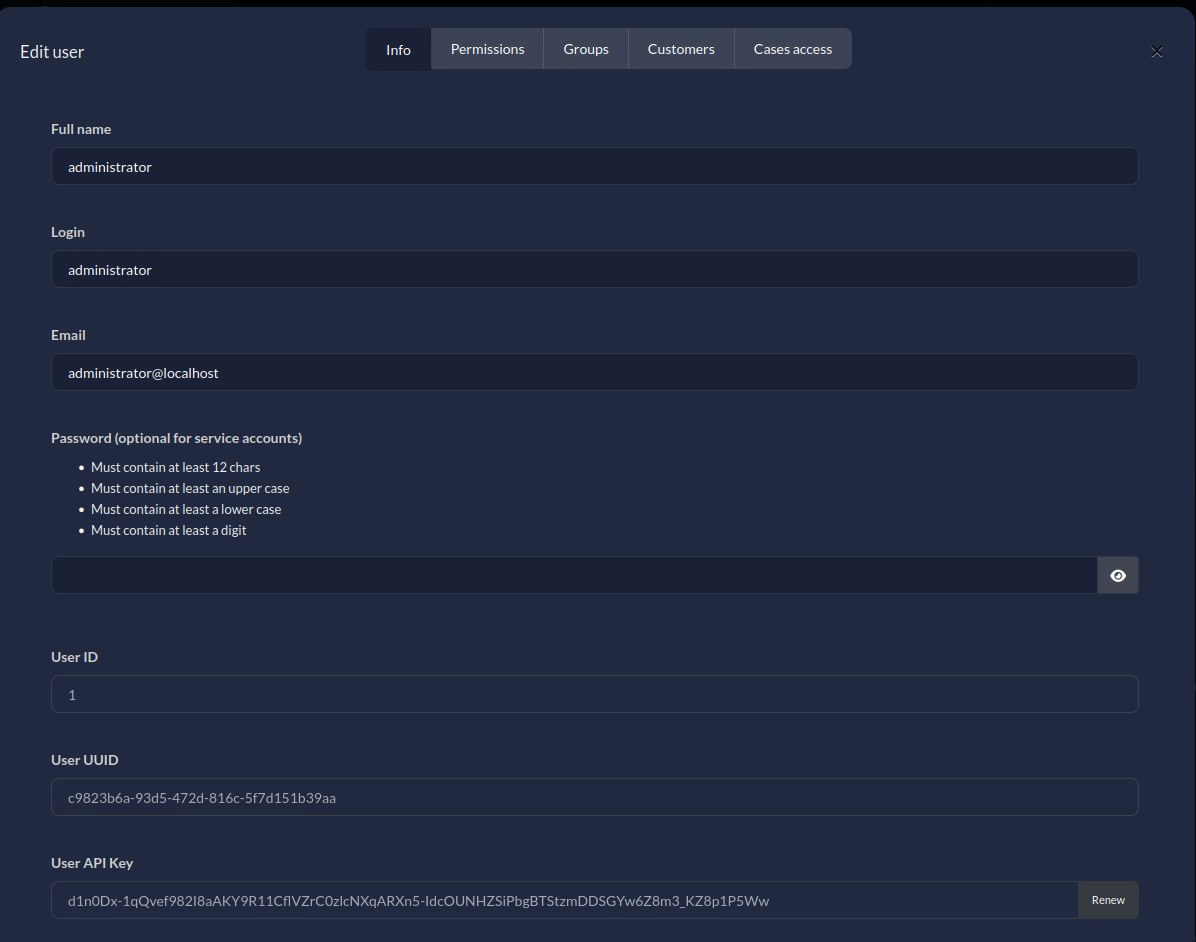 Edit user
Info
Permissions
Groups
Customers
Cases access
Full name
administrator
Login
administrator
Email
administrator@localhost
Password (optional for service accounts)
• Must contain at least 12 chars
• Must contain at least an upper case
• Must contain at least a lower case
• Must contain at least a digit
User ID
1
User UUID
c9823b6a-93d5-472d-816c-5f7d151b39aa
User API Key
d1n0Dx-1qQvef982I8aAKY9R11CflVZrC0zlcNXqARXn5-IdcOUNHZSiPbgBTStzmDDSGYw6Z8m3_KZ8p1P5Ww
Renew